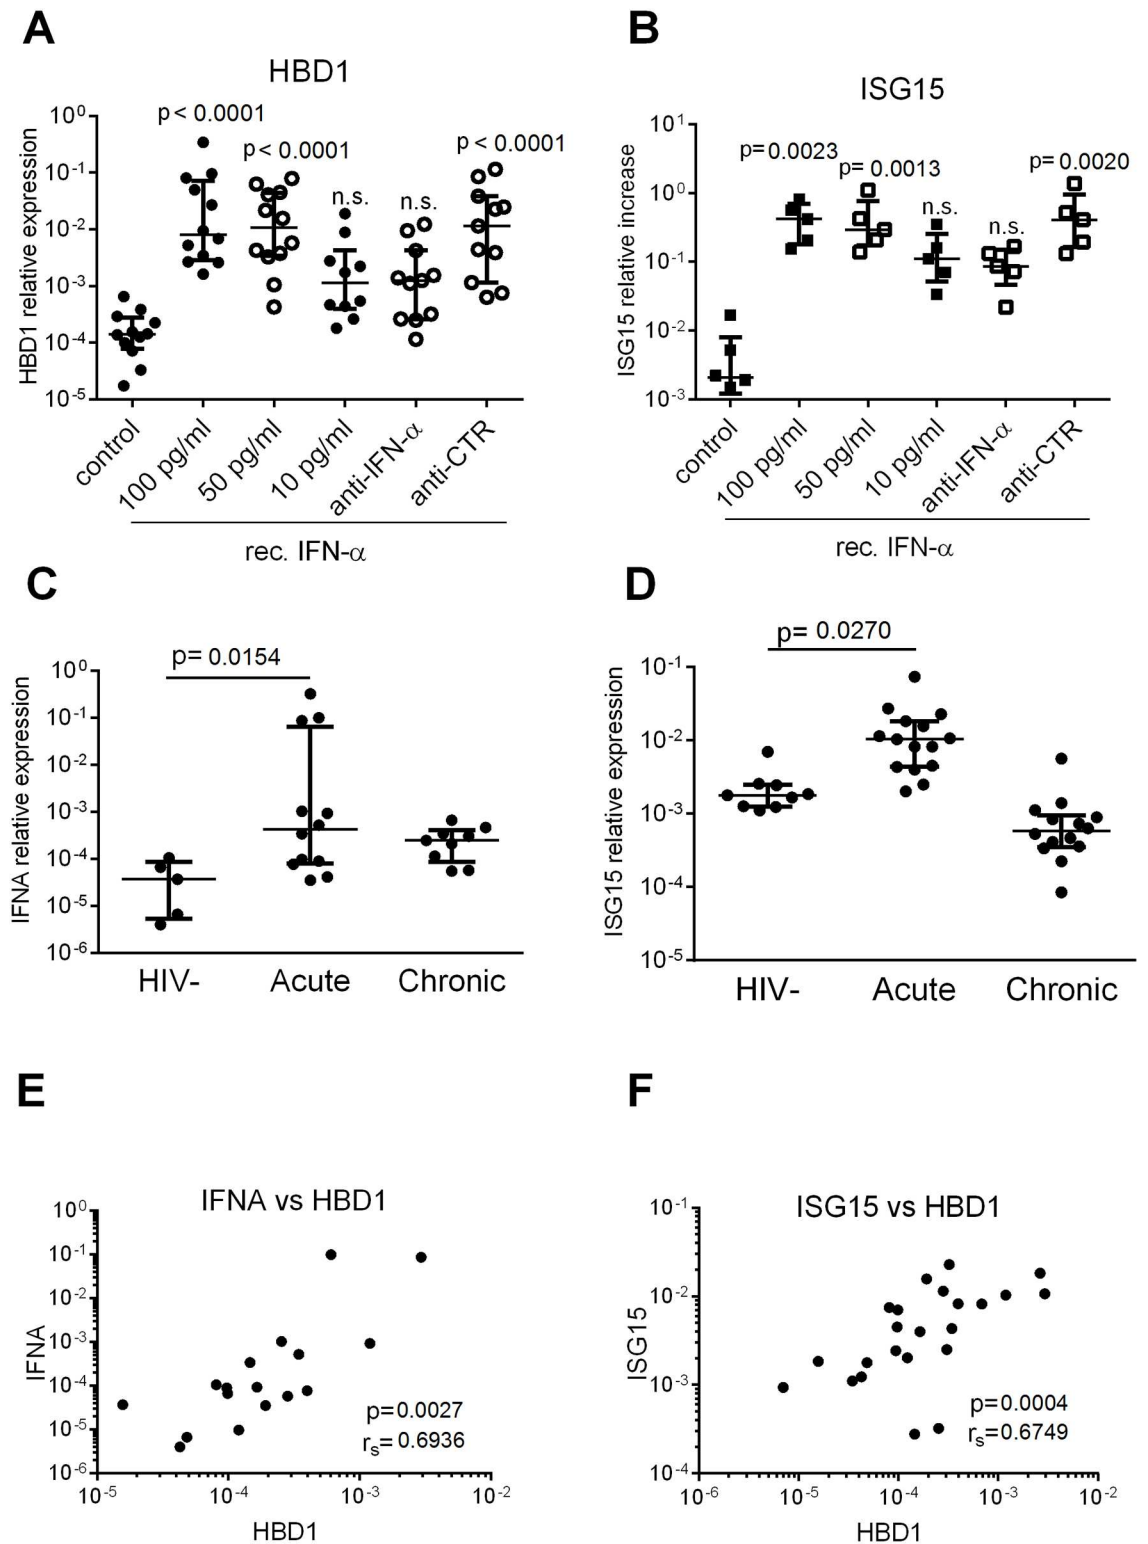 A
HBD1
HBD1 relative expression
10^0
10^-1
10^-2
10^-3
10^-4
10^-5
p < 0.0001
p < 0.0001
n.s.
n.s.
p < 0.0001
control
100 pg/ml
50 pg/ml
10 pg/ml
anti-IFN-α
anti-CTR
rec. IFN-α
B
ISG15
ISG15 relative increase
10^1
10^0
10^-1
10^-2
10^-3
p= 0.0023
p= 0.0013
n.s.
n.s.
p= 0.0020
control
100 pg/ml
50 pg/ml
10 pg/ml
anti-IFN-α
anti-CTR
rec. IFN-α
C
IFNA relative expression
10^0
10^-1
10^-2
10^-3
10^-4
10^-5
10^-6
p= 0.0154
HIV-
Acute
Chronic
D
ISG15 relative expression
10^-1
10^-2
10^-3
10^-4
10^-5
p= 0.0270
HIV-
Acute
Chronic
E
IFNA vs HBD1
IFNA
10^0
10^-1
10^-2
10^-3
10^-4
10^-5
10^-6
p=0.0027
r_s=0.6936
10^-5
10^-4
10^-3
10^-2
HBD1
F
ISG15 vs HBD1
ISG15
10^-1
10^-2
10^-3
10^-4
p=0.0004
r_s=0.6749
10^-6
10^-5
10^-4
10^-3
10^-2
HBD1